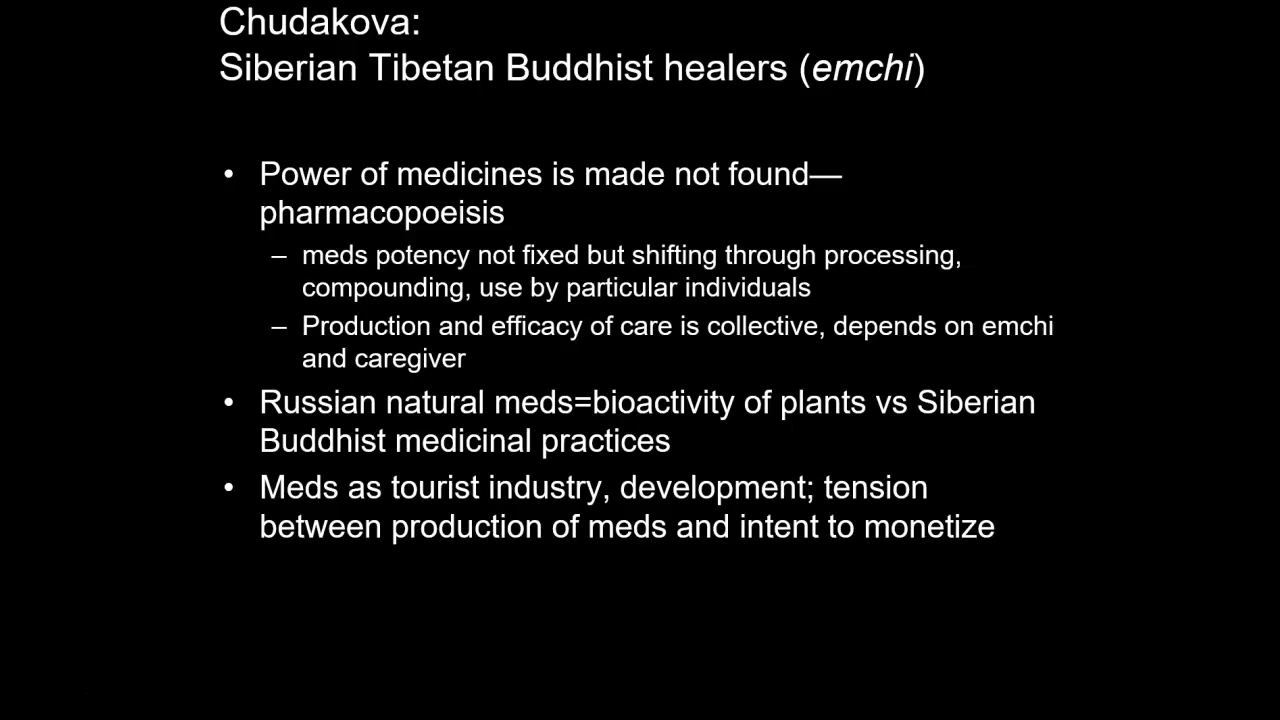 Chudakova:
Siberian Tibetan Buddhist healers (emchi)
• Power of medicines is made not found—
pharmacopoeisis
– meds potency not fixed but shifting through processing,
compounding, use by particular individuals
– Production and efficacy of care is collective, depends on emchi
and caregiver
• Russian natural meds=bioactivity of plants vs Siberian
Buddhist medicinal practices
• Meds as tourist industry, development; tension
between production of meds and intent to monetize